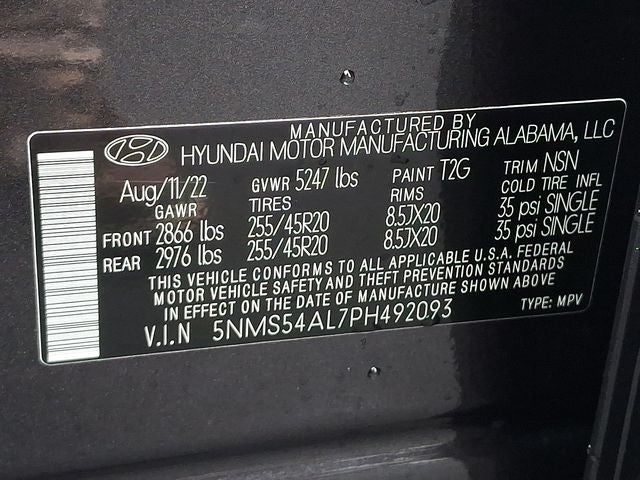 MANUFACTURED BY
HYUNDAI MOTOR MANUFACTURING ALABAMA, LLC
Aug/11/22 GVWR 5247 lbs PAINT T2G TRIM NSN
GAWR TIRES RIMS COLD TIRE INFL
FRONT 2866 lbs 255/45R20 8.5JX20 35 psi SINGLE
REAR 2976 lbs 255/45R20 8.5JX20 35 psi SINGLE
THIS VEHICLE CONFORMS TO ALL APPLICABLE U.S.A. FEDERAL
MOTOR VEHICLE SAFETY AND THEFT PREVENTION STANDARDS
IN EFFECT ON THE DATE OF MANUFACTURE SHOWN ABOVE
V.I.N 5NMS54AL7PH492093 TYPE: MPV